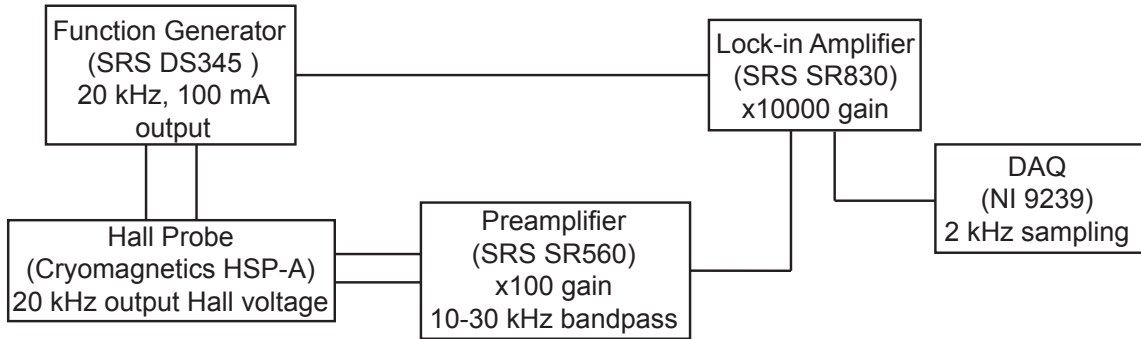 Function Generator
(SRS DS345 )
20 kHz, 100 mA
output
Lock-in Amplifier
(SRS SR830)
x10000 gain
DAQ
(NI 9239)
2 kHz sampling
Hall Probe
(Cryomagnetics HSP-A)
20 kHz output Hall voltage
Preamplifier
(SRS SR560)
x100 gain
10-30 kHz bandpass